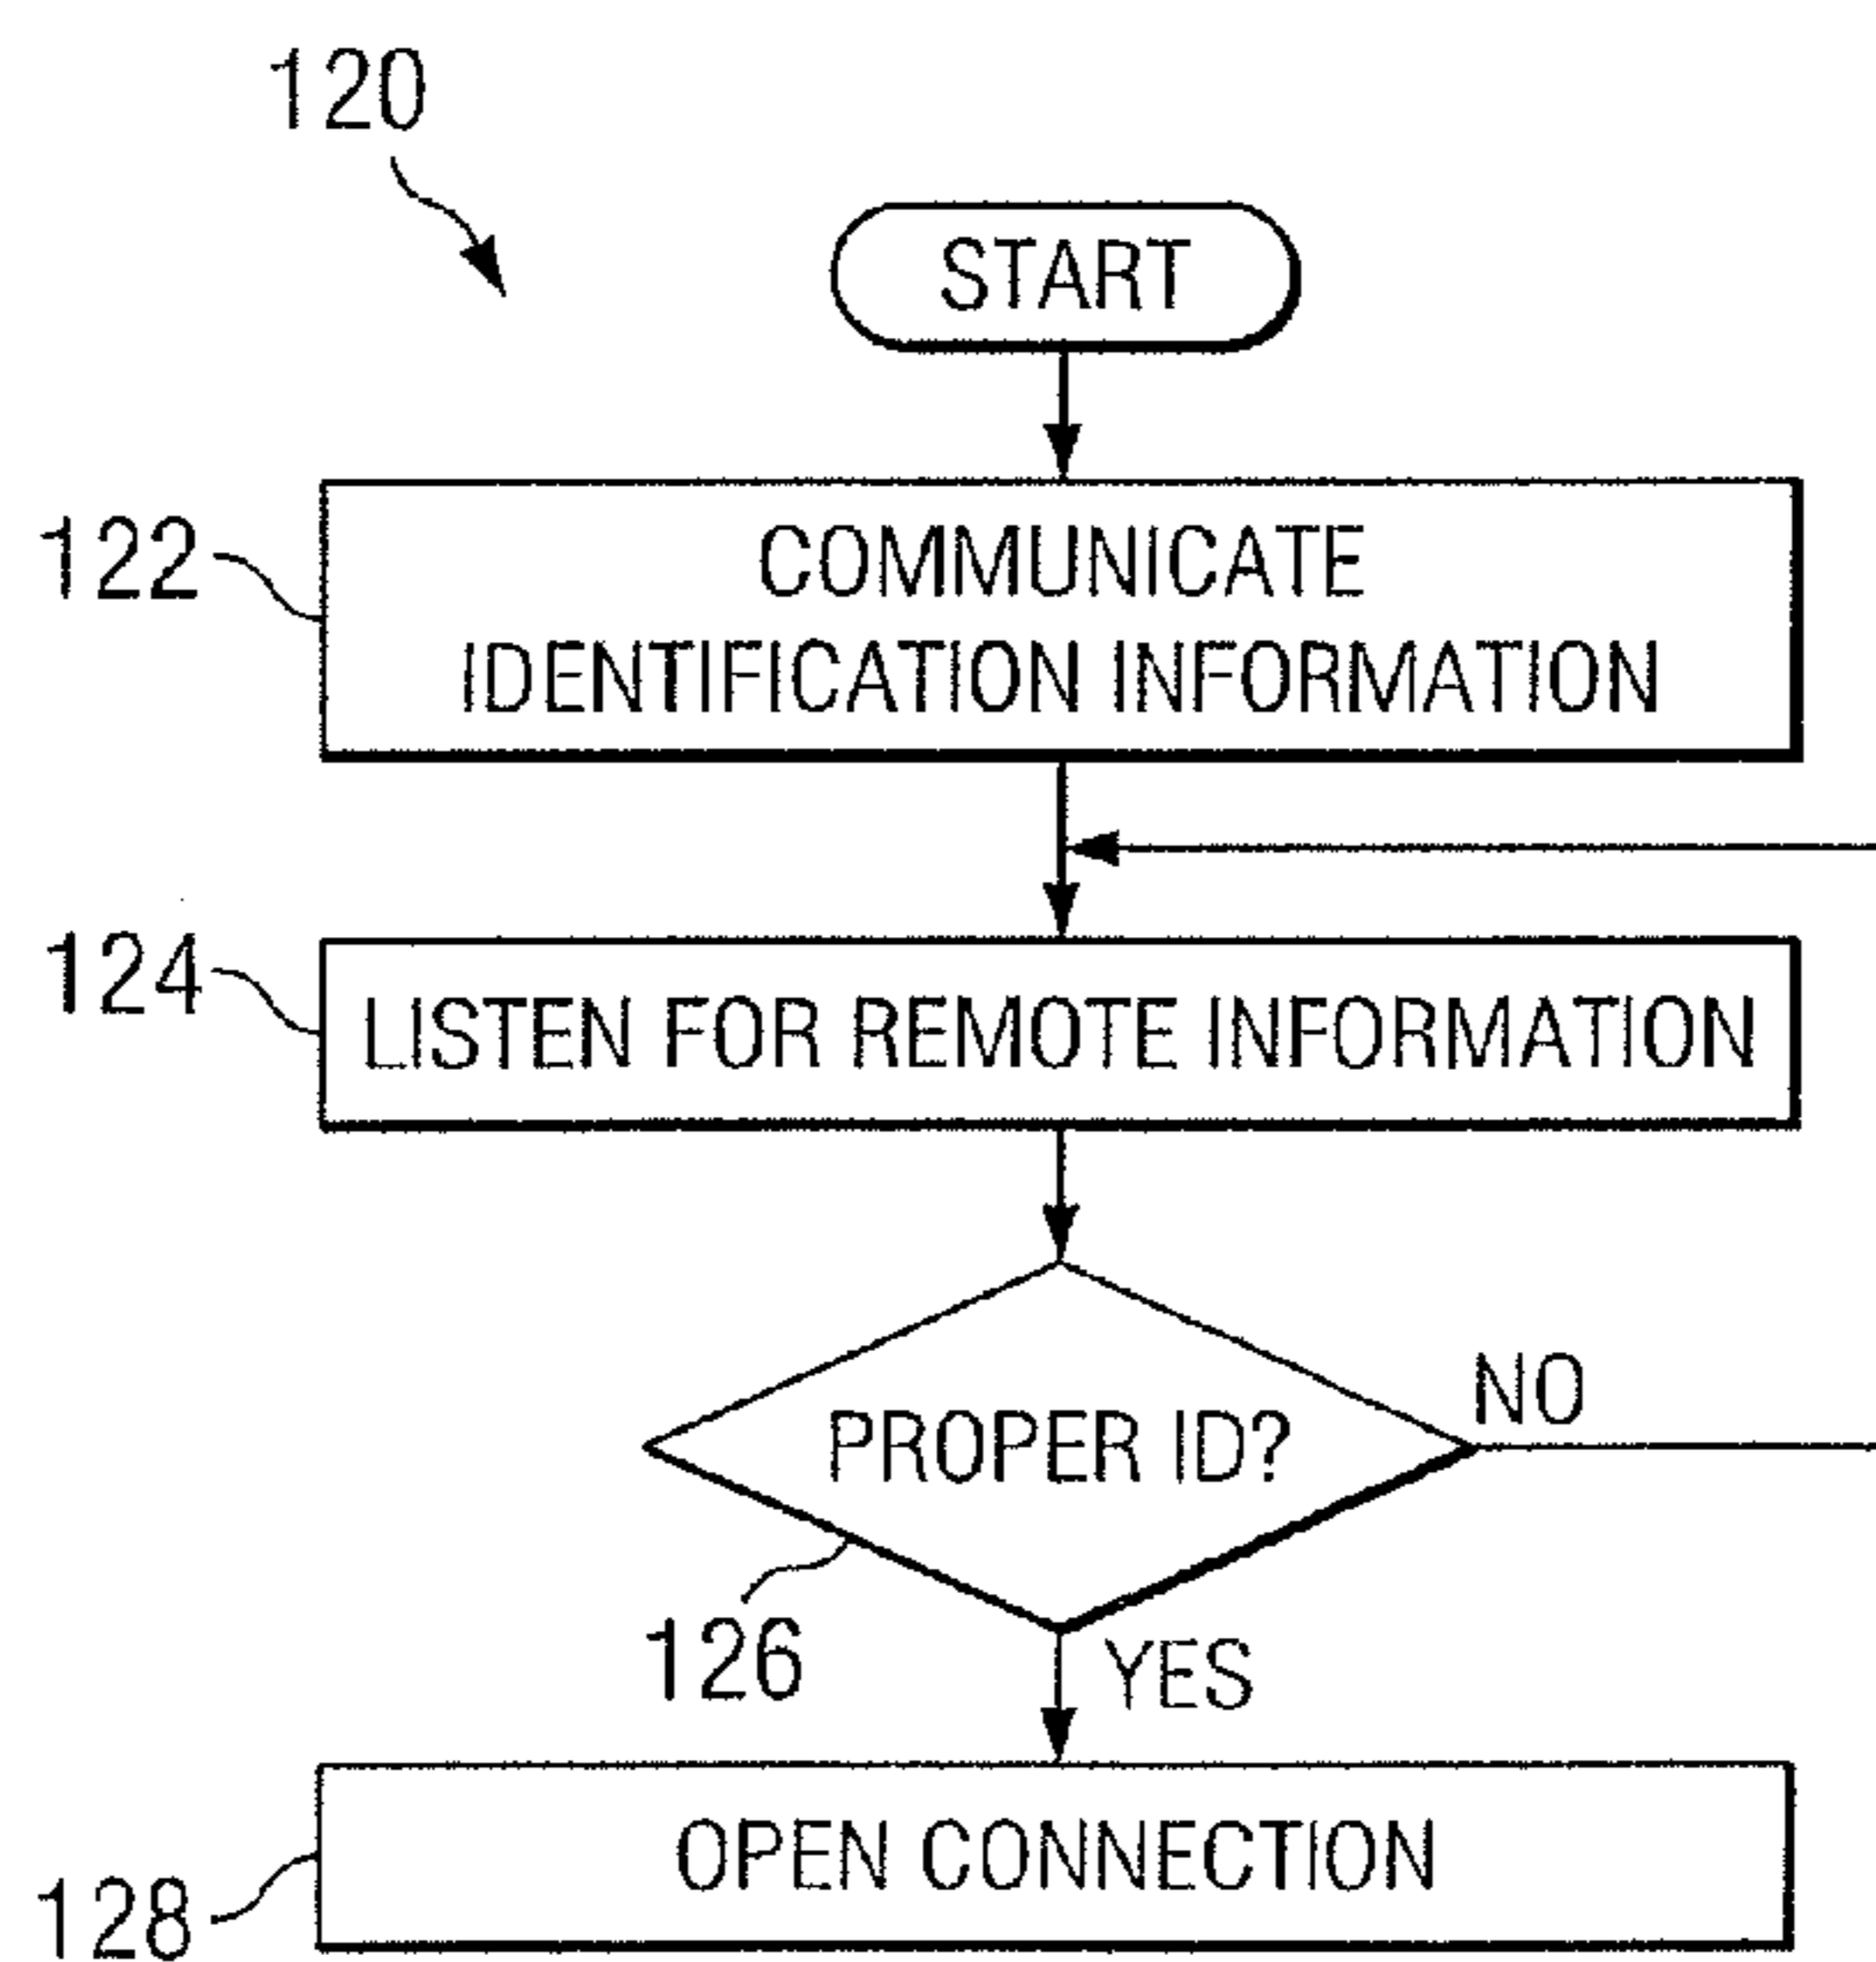 120
START
122
COMMUNICATE
IDENTIFICATION INFORMATION
124
LISTEN FOR REMOTE INFORMATION
PROPER ID?
NO
126
YES
OPEN CONNECTION
128